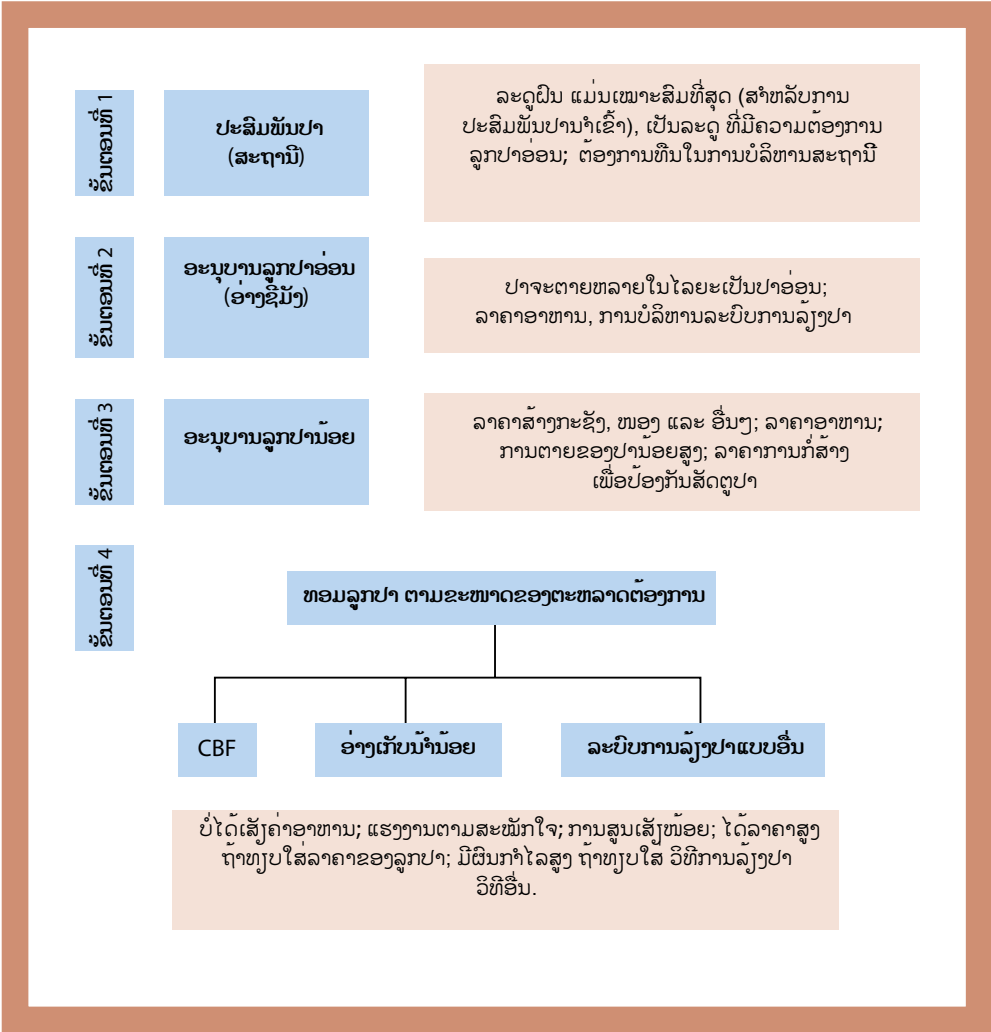 ຂັ້ນຕອນທີ່ 1
ປະສົມພັນປາ
(ສະຖານີ)
ລະດູຝົນ ແມ່ນເໝາະສົມທີ່ສຸດ (ສຳຫລັບການ
ປະສົມພັນປານຳເຂົ້າ), ເປັນລະດູ ທີ່ມີຄວາມຕ້ອງການ
ລູກປາອ່ອນ; ຕ້ອງການທືນໃນການບໍລິຫານສະຖານີ
ຂັ້ນຕອນທີ່ 2
ອະນຸບານລູກປາອ່ອນ
(ອ່າງຊີມັງ)
ປາຈະຕາຍຫລາຍໃນໄລຍະເປັນປາອ່ອນ;
ລາຄາອາຫານ, ການບໍລິຫານລະບົບການລ້ຽງປາ
ຂັ້ນຕອນທີ່ 3
ອະນຸບານລູກປານ້ອຍ
ລາຄາສ້າງກະຊັງ, ໜອງ ແລະ ອື່ນໆ; ລາຄາອາຫານ;
ການຕາຍຂອງປານ້ອຍສູງ; ລາຄາການກໍ່ສ້າງ
ເພື່ອປ້ອງກັນສັດຕູປາ
ຂັ້ນຕອນທີ່ 4
ທອມລູກປາ ຕາມຂະໜາດຂອງຕະຫລາດຕ້ອງການ
CBF
ອ່າງເກັບນ້ຳນ້ອຍ
ລະບົບການລ້ຽງປາແບບອື່ນ
ບໍ່ໄດ້ເສັຽຄ່າອາຫານ; ແຮງງານຕາມສະໝັກໃຈ; ການສູນເສັຽໜ້ອຍ; ໄດ້ລາຄາສູງ
ຖ້າທຽບໃສ່ລາຄາຂອງລູກປາ; ມີຜົນກຳໄລສູງ ຖ້າທຽບໃສ່ ວິທີການລ້ຽງປາ
ວິທີອື່ນ.